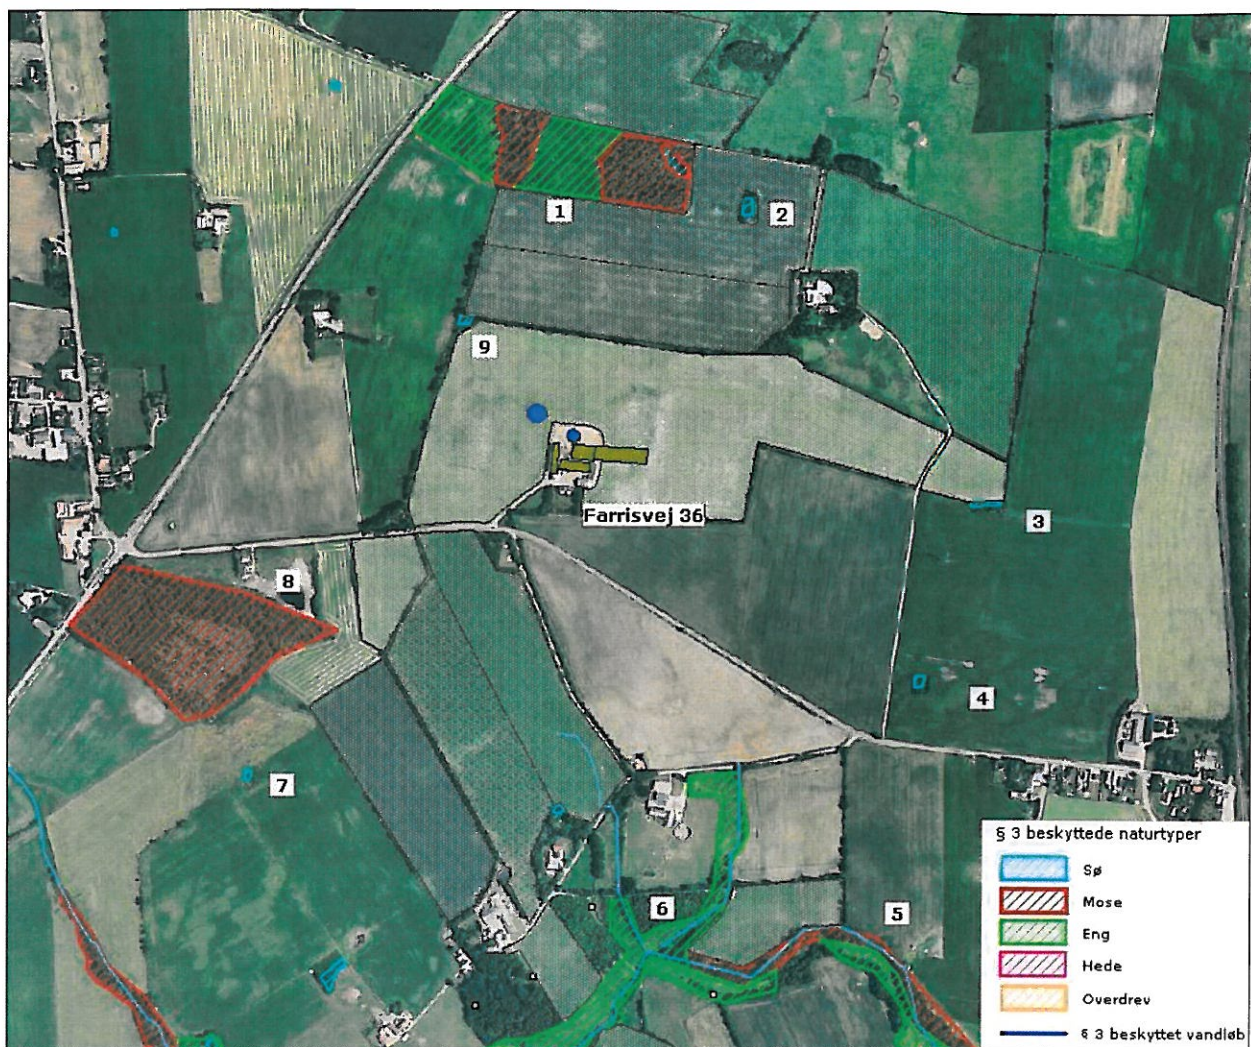 1
2
9
Farrisvej 36
3
8
4
7
6
5
§ 3 beskyttede naturtyper
Sø
Mose
Eng
Hede
Overdrev
§ 3 beskyttet vandløb